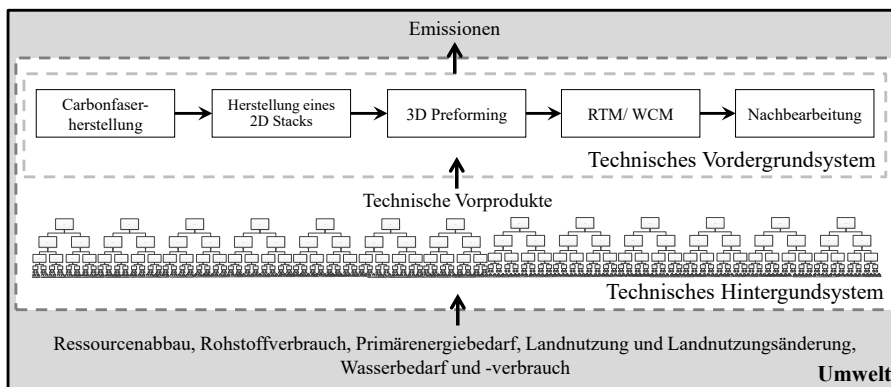 Emissionen
Carbonfaser-
herstellung
Herstellung eines
2D Stacks
3D Preforming
RTM/ WCM
Nachbearbeitung
Technisches Vordergrundsystem
Technische Vorprodukte
Technisches Hintergundsystem
Ressourcenabbau, Rohstoffverbrauch, Primärenergiebedarf, Landnutzung und Landnutzungsänderung,
Wasserbedarf und -verbrauch
Umwelt